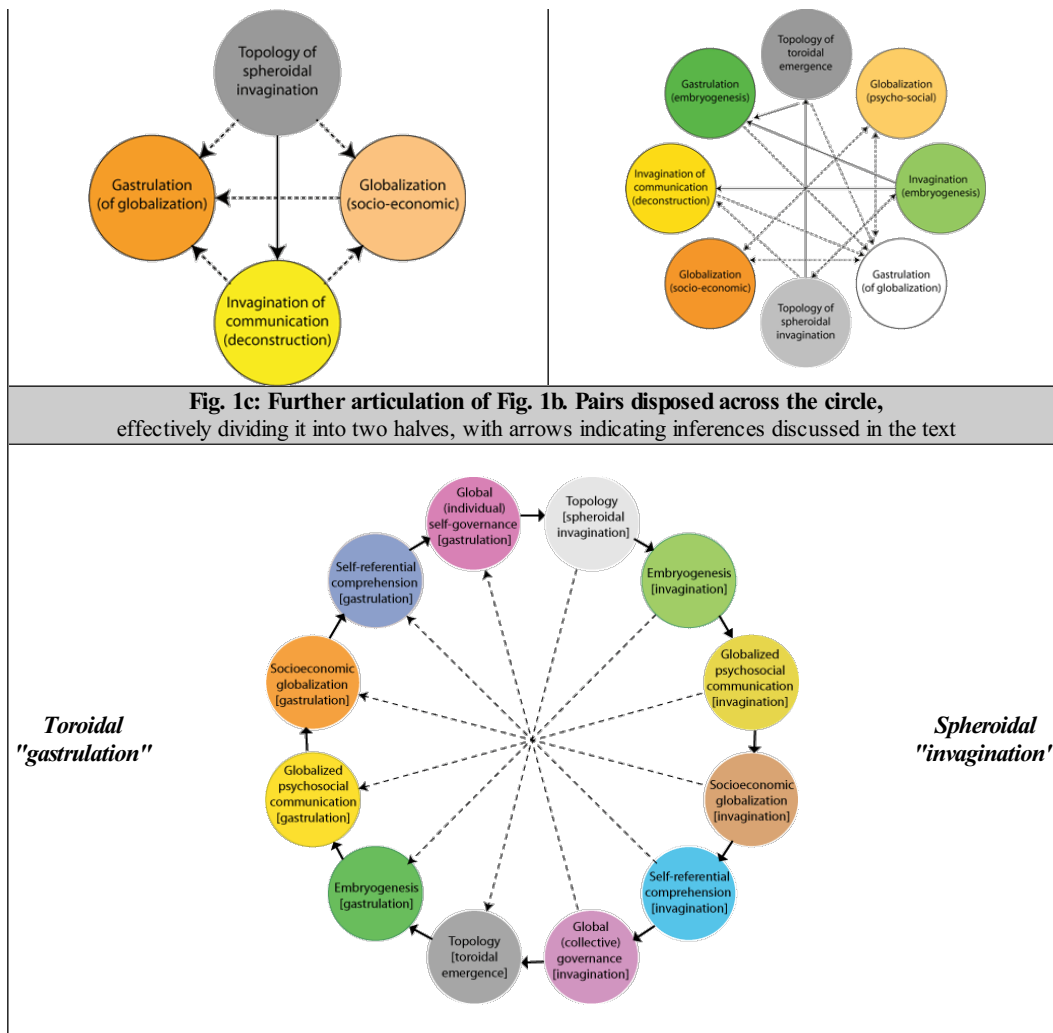 Topology of
spheroidal
invagination
Gastrulation
(of globalization)
Globalization
(socio-economic)
Invagination of
communication
(deconstruction)
Topology of
toroidal
emergence
Gastrulation
(embryogenesis)
Globalization
(psycho-social)
Invagination of
communication
(deconstruction)
Invagination
(embryogenesis)
Globalization
(socio-economic)
Gastrulation
(of globalization)
Topology of
spheroidal
invagination
Fig. 1c: Further articulation of Fig. 1b. Pairs disposed across the circle,
effectively dividing it into two halves, with arrows indicating inferences discussed in the text
Global
(individual)
self-governance
[gastrulation]
Topology
[spheroidal
invagination]
Self-referential
comprehension
[gastrulation]
Embryogenesis
[invagination]
Socioeconomic
globalization
[gastrulation]
Globalized
psychosocial
communication
[invagination]
Toroidal
"gastrulation"
Spheroidal
"invagination"
Globalized
psychosocial
communication
[gastrulation]
Socioeconomic
globalization
[invagination]
Embryogenesis
[gastrulation]
Self-referential
comprehension
[invagination]
Topology
[toroidal
emergence]
Global
(collective)
governance
[invagination]